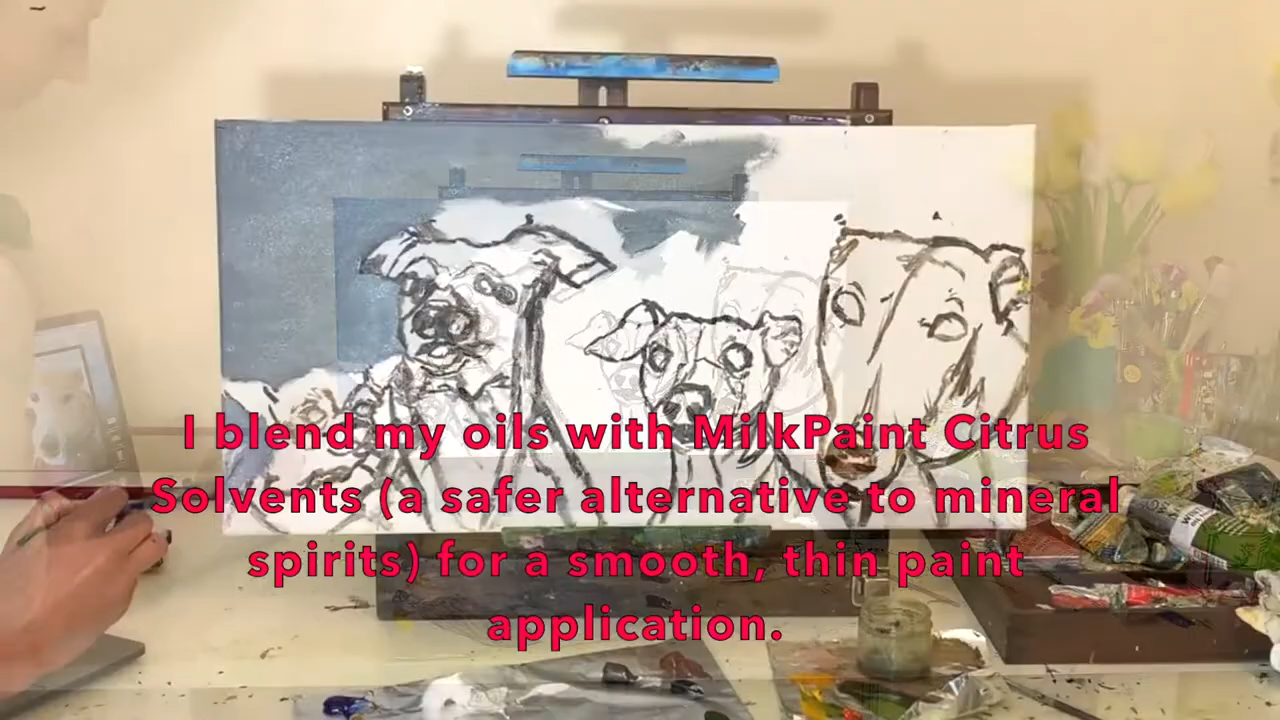 I blend my oils with MilkPaint Citrus
Solvents (a safer alternative to mineral
spirits) for a smooth, thin paint
application.